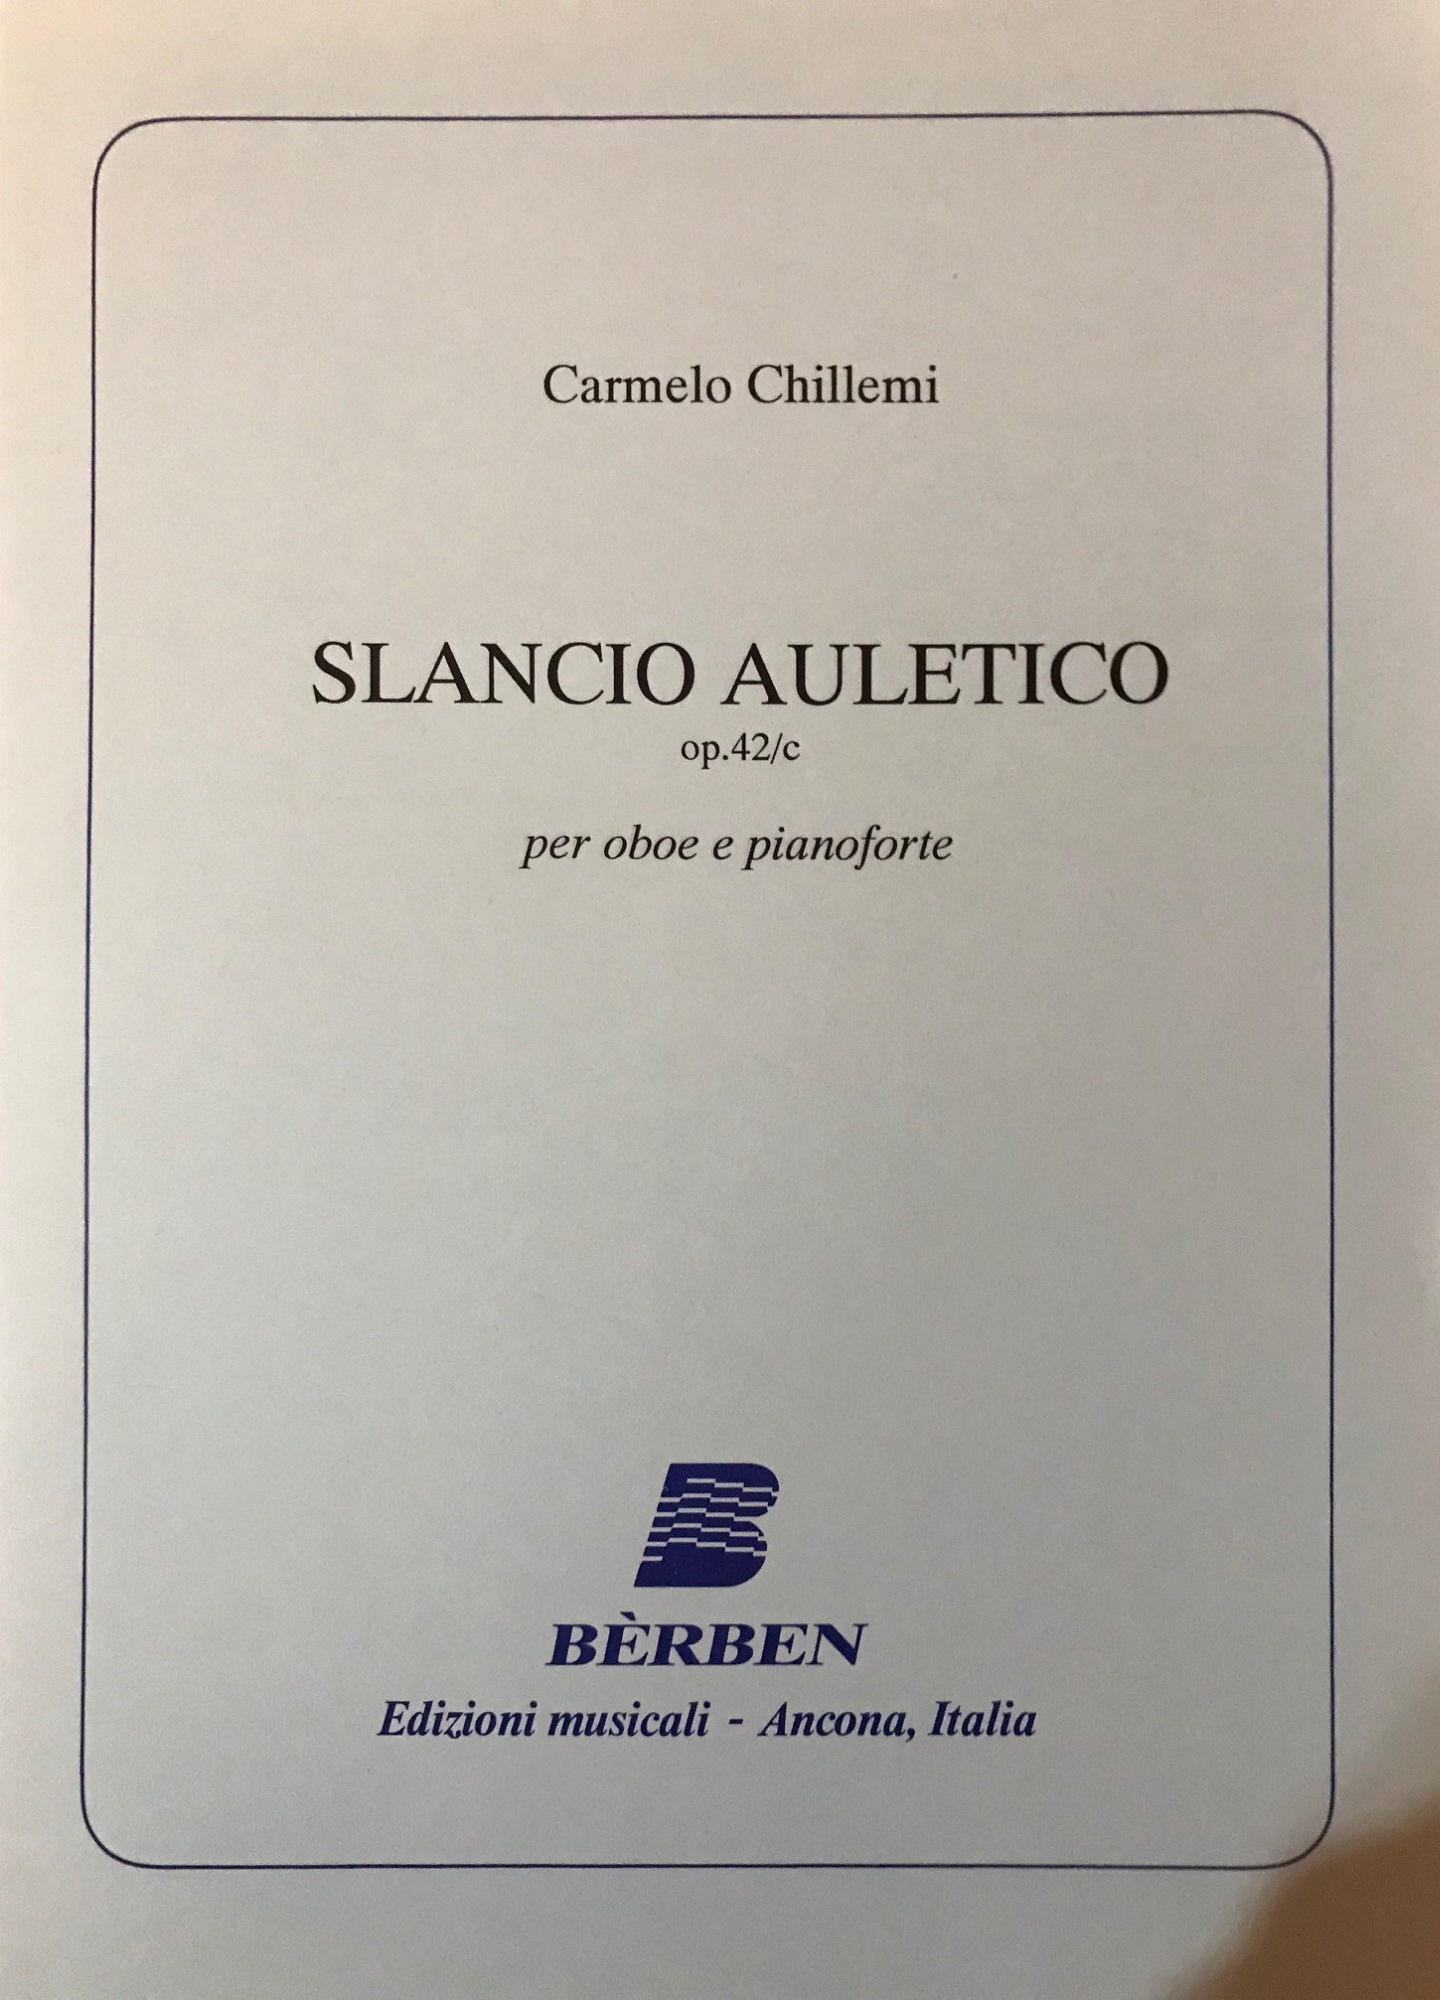 Carmelo Chillemi
SLANCIO AULETICO
op.42/c
per oboe e pianoforte
B
BÈRBEN
Edizioni musicali - Ancona, Italia